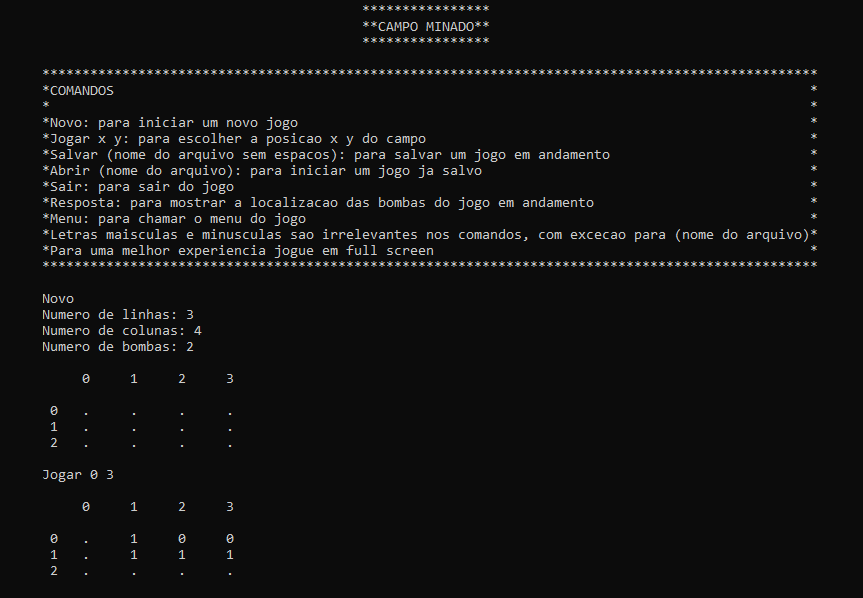 ****************
**CAMPO MINADO**
****************
*************************************************************************************************
*COMANDOS *
* *
*Novo: para iniciar um novo jogo *
*Jogar x y: para escolher a posicao x y do campo *
*Salvar (nome do arquivo sem espacos): para salvar um jogo em andamento *
*Abrir (nome do arquivo): para iniciar um jogo ja salvo *
*Sair: para sair do jogo *
*Resposta: para mostrar a localizacao das bombas do jogo em andamento *
*Menu: para chamar o menu do jogo *
*Letras maisculas e minusculas sao irrelevantes nos comandos, com excecao para (nome do arquivo)*
*Para uma melhor experiencia jogue em full screen *
*************************************************************************************************
Novo
Numero de linhas: 3
Numero de colunas: 4
Numero de bombas: 2
0 1 2 3
0 . . . .
1 . . . .
2 . . . .
Jogar 0 3
0 1 2 3
0 . 1 0 0
1 . 1 1 1
2 . . . .